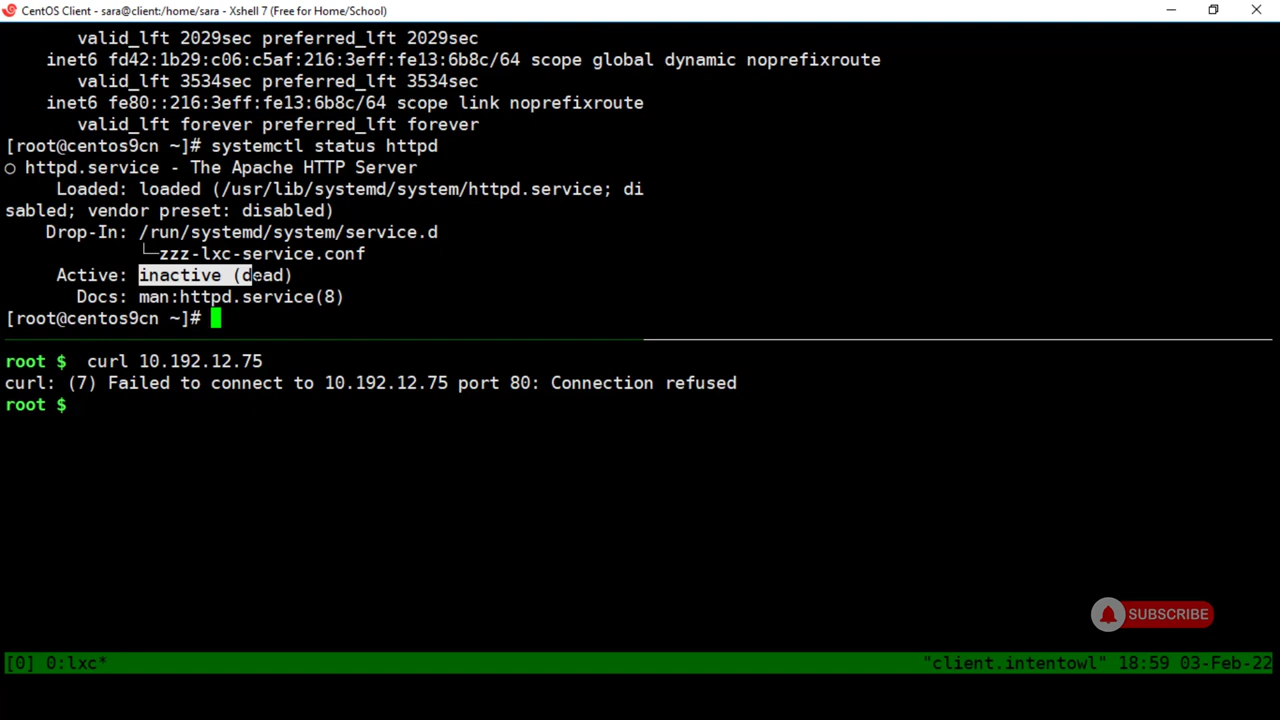 CentOS Client - sara@client:/home/sara - Xshell 7 (Free for Home/School)
valid_lft 2029sec preferred_lft 2029sec
inet6 fd42:1b29:c06:c5af:216:3eff:fe13:6b8c/64 scope global dynamic noprefixroute
valid_lft 3534sec preferred_lft 3534sec
inet6 fe80::216:3eff:fe13:6b8c/64 scope link noprefixroute
valid_lft forever preferred_lft forever
[root@centos9cn ~]# systemctl status httpd
○ httpd.service - The Apache HTTP Server
Loaded: loaded (/usr/lib/systemd/system/httpd.service; di
sabled; vendor preset: disabled)
Drop-In: /run/systemd/system/service.d
└─zzz-lxc-service.conf
Active: inactive (dead)
Docs: man:httpd.service(8)
[root@centos9cn ~]#
root $ curl 10.192.12.75
curl: (7) Failed to connect to 10.192.12.75 port 80: Connection refused
root $
SUBSCRIBE
[0] 0:lxc* "client.intentowl" 18:59 03-Feb-22